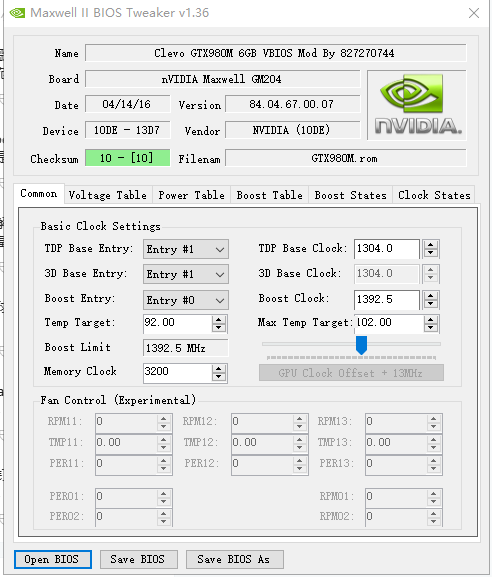 Maxwell II BIOS Tweaker v1.36
Name Clevo GTX980M 6GB VBIOS Mod By 827270744
Board nVIDIA Maxwell GM204
Date 04/14/16 Version 84.04.67.00.07
Device 10DE - 13D7 Vendor NVIDIA (10DE)
nVIDIA.
Checksum 10 - [10] Filenam GTX980M.rom
Common Voltage Table Power Table Boost Table Boost States Clock States
Basic Clock Settings
TDP Base Entry: Entry #1 TDP Base Clock: 1304.0
3D Base Entry: Entry #1 3D Base Clock: 1304.0
Boost Entry: Entry #0 Boost Clock: 1392.5
Temp Target: 92.00 Max Temp Target: 102.00
Boost Limit 1392.5 MHz
Memory Clock 3200 GPU Clock Offset + 13MHz
Fan Control (Experimental)
RPM11: 0 RPM12: 0 RPM13: 0
TMP11: 0.00 TMP12: 0.00 TMP13: 0.00
PER11: 0 PER12: 0 PER13: 0
PER01: 0 RPM01: 0
PER02: 0 RPM02: 0
Open BIOS Save BIOS Save BIOS As